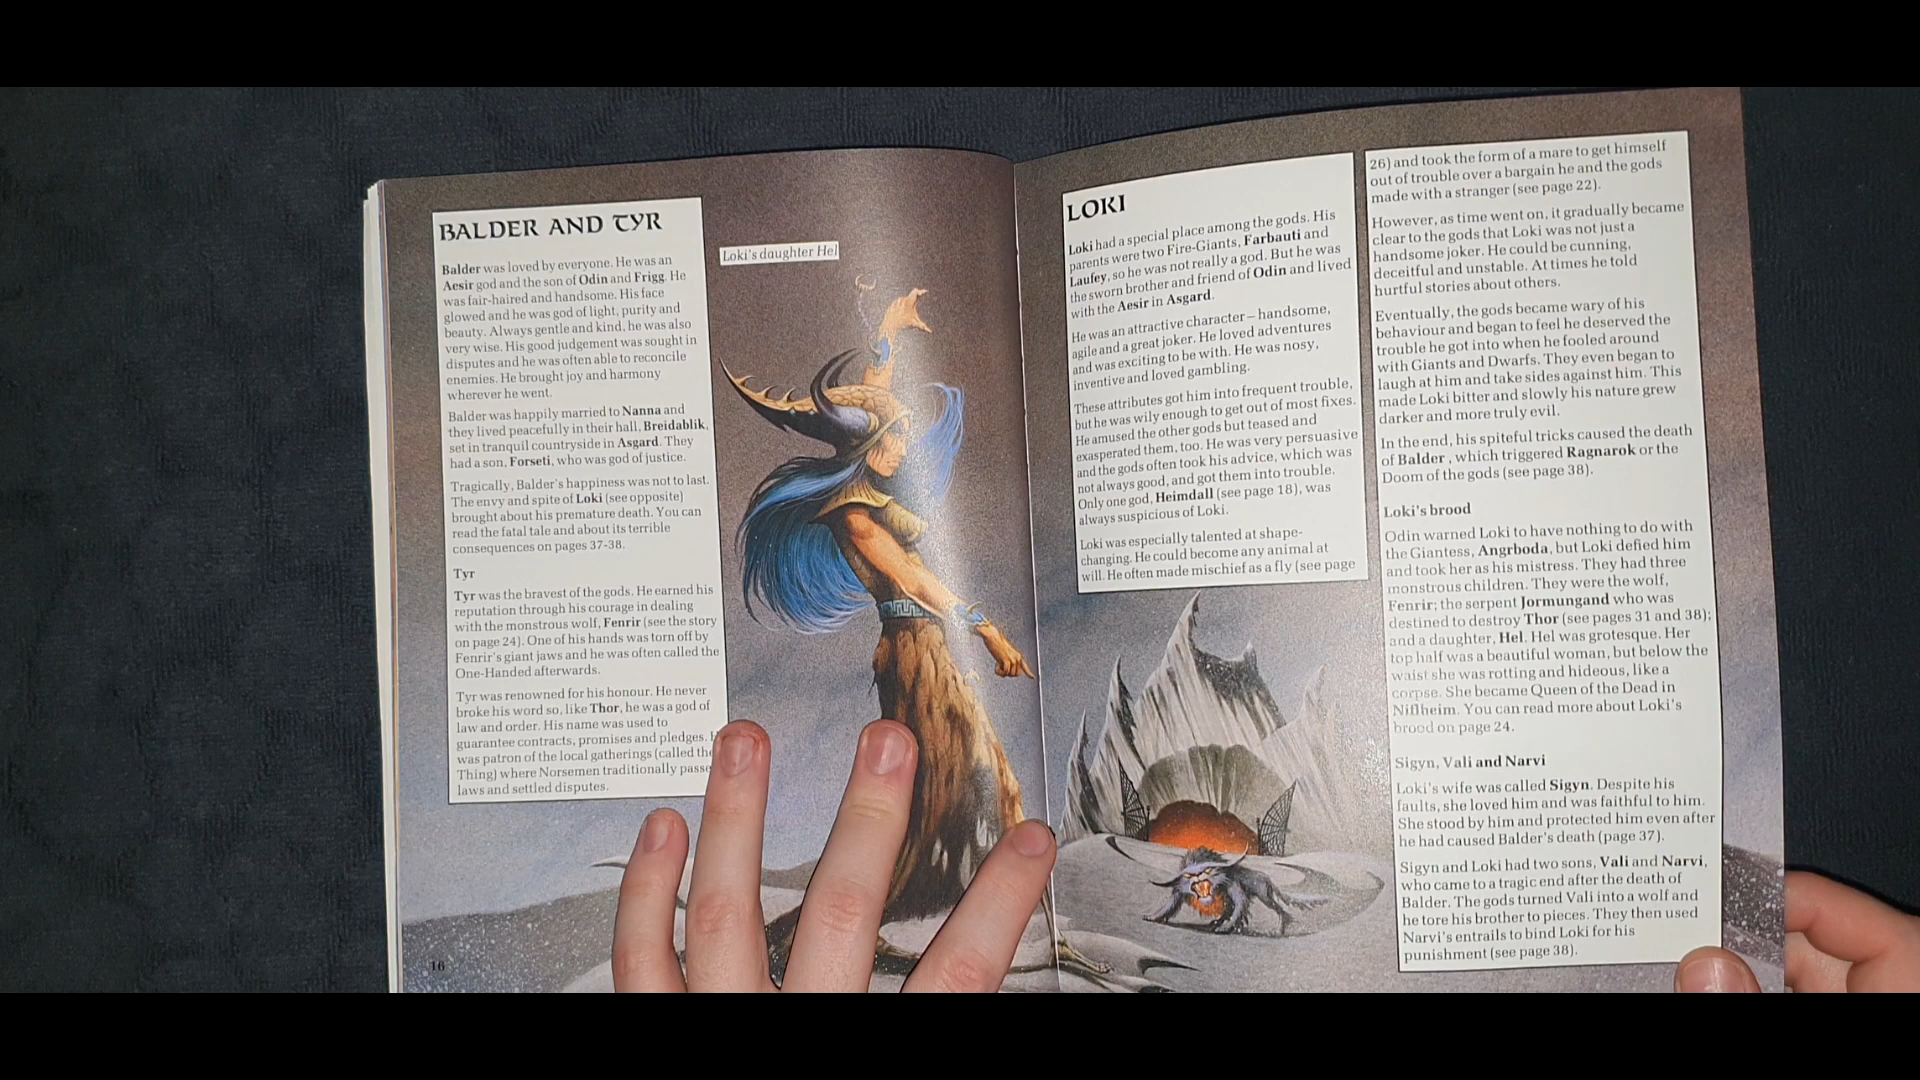 BALDER AND TYR
Balder was loved by everyone. He was an
Aesir god and the son of Odin and Frigg. He
was fair-haired and handsome. His face
glowed and he was god of light, purity and
beauty. Always gentle and kind, he was also
very wise. His good judgement was sought in
disputes and he was often able to reconcile
enemies. He brought joy and harmony
wherever he went.
Balder was happily married to Nanna and
they lived peacefully in their hall, Breidablik,
set in tranquil countryside in Asgard. They
had a son, Forseti, who was god of justice.
Tragically, Balder's happiness was not to last.
The envy and spite of Loki (see opposite)
brought about his premature death. You can
read the fatal tale and about its terrible
consequences on pages 37-38.
Tyr
Tyr was the bravest of the gods. He earned his
reputation through his courage in dealing
with the monstrous wolf, Fenrir (see the story
on page 24). One of his hands was torn off by
Fenrir's giant jaws and he was often called the
One-Handed afterwards.
Tyr was renowned for his honour. He never
broke his word so, like Thor, he was a god of
law and order. His name was used to
guarantee contracts, promises and pledges.
was patron of the local gatherings (called the
Thing) where Norsemen traditionally passe
laws and settled disputes.
Loki's daughter Hel
16
LOKI
Loki had a special place among the gods. His
parents were two Fire-Giants, Farbauti and
Laufey, so he was not really a god. But he was
the sworn brother and friend of Odin and lived
with the Aesir in Asgard.
He was an attractive character – handsome,
agile and a great joker. He loved adventures
and was exciting to be with. He was nosy,
inventive and loved gambling.
These attributes got him into frequent trouble,
but he was wily enough to get out of most fixes.
He amused the other gods but teased and
exasperated them, too. He was very persuasive
and the gods often took his advice, which was
not always good, and got them into trouble.
Only one god, Heimdall (see page 18), was
always suspicious of Loki.
Loki was especially talented at shape-
changing. He could become any animal at
will. He often made mischief as a fly (see page
26) and took the form of a mare to get himself
out of trouble over a bargain he and the gods
made with a stranger (see page 22).
However, as time went on, it gradually became
clear to the gods that Loki was not just a
handsome joker. He could be cunning,
deceitful and unstable. At times he told
hurtful stories about others.
Eventually, the gods became wary of his
behaviour and began to feel he deserved the
trouble he got into when he fooled around
with Giants and Dwarfs. They even began to
laugh at him and take sides against him. This
made Loki bitter and slowly his nature grew
darker and more truly evil.
In the end, his spiteful tricks caused the death
of Balder , which triggered Ragnarok or the
Doom of the gods (see page 38).
Loki's brood
Odin warned Loki to have nothing to do with
the Giantess, Angrboda, but Loki defied him
and took her as his mistress. They had three
monstrous children. They were the wolf,
Fenrir; the serpent Jormungand who was
destined to destroy Thor (see pages 31 and 38);
and a daughter, Hel. Hel was grotesque. Her
top half was a beautiful woman, but below the
waist she was rotting and hideous, like a
corpse. She became Queen of the Dead in
Niflheim. You can read more about Loki's
brood on page 24.
Sigyn, Vali and Narvi
Loki's wife was called Sigyn. Despite his
faults, she loved him and was faithful to him.
She stood by him and protected him even after
he had caused Balder's death (page 37).
Sigyn and Loki had two sons, Vali and Narvi,
who came to a tragic end after the death of
Balder. The gods turned Vali into a wolf and
he tore his brother to pieces. They then used
Narvi's entrails to bind Loki for his
punishment (see page 38).